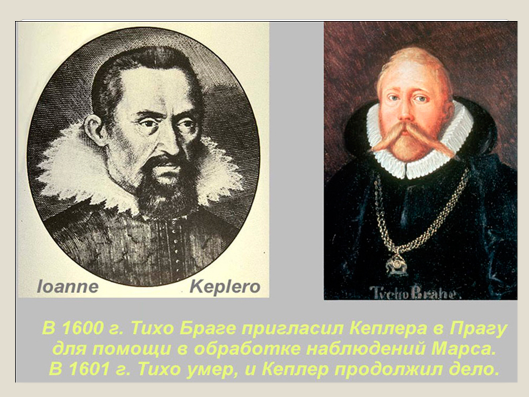 Ioanne Keplero
Tycho Brahe.
В 1600 г. Тихо Браге пригласил Кеплера в Прагу
для помощи в обработке наблюдений Марса.
В 1601 г. Тихо умер, и Кеплер продолжил дело.